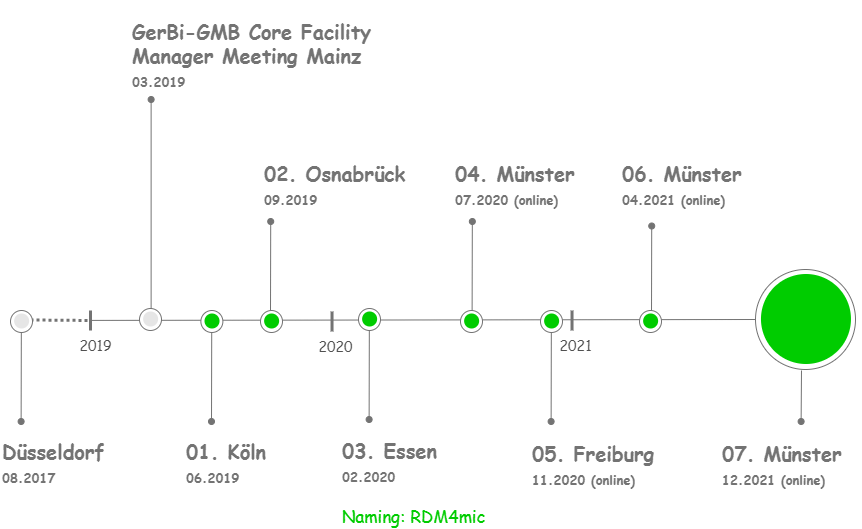 GerBi-GMB Core Facility
Manager Meeting Mainz
03.2019
02. Osnabrück
09.2019
04. Münster
07.2020 (online)
06. Münster
04.2021 (online)
2019
2020
2021
Düsseldorf
08.2017
01. Köln
06.2019
03. Essen
02.2020
05. Freiburg
11.2020 (online)
07. Münster
12.2021 (online)
Naming: RDM4mic